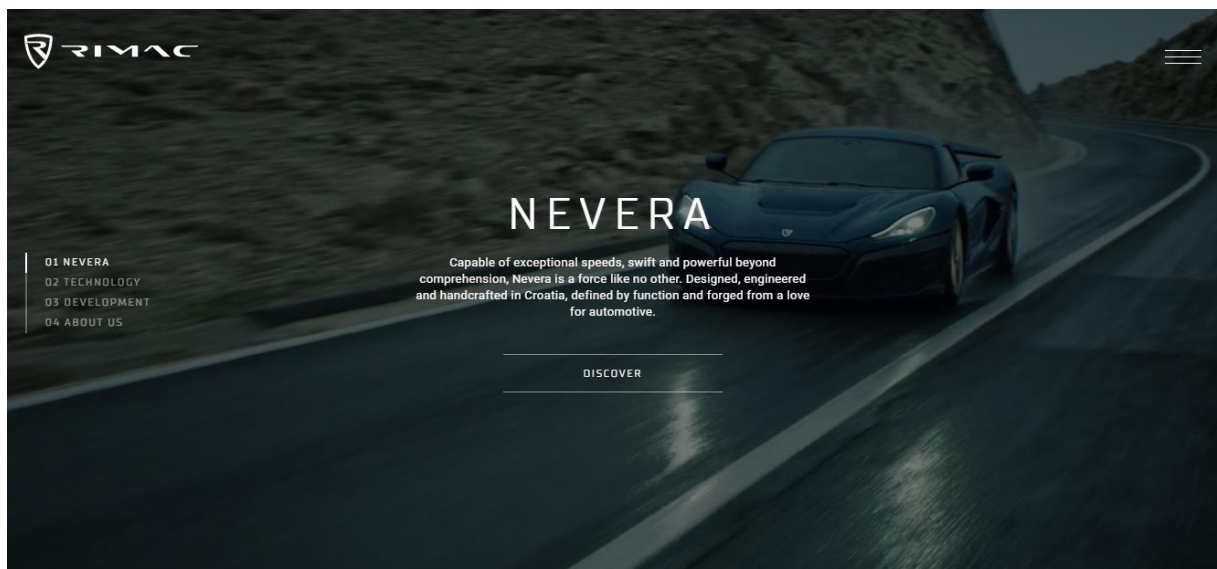 RIMAC
NEVERA
Capable of exceptional speeds, swift and powerful beyond
comprehension, Nevera is a force like no other. Designed, engineered
and handcrafted in Croatia, defined by function and forged from a love
for automotive.
DISCOVER
01 NEVERA
02 TECHNOLOGY
03 DEVELOPMENT
04 ABOUT US